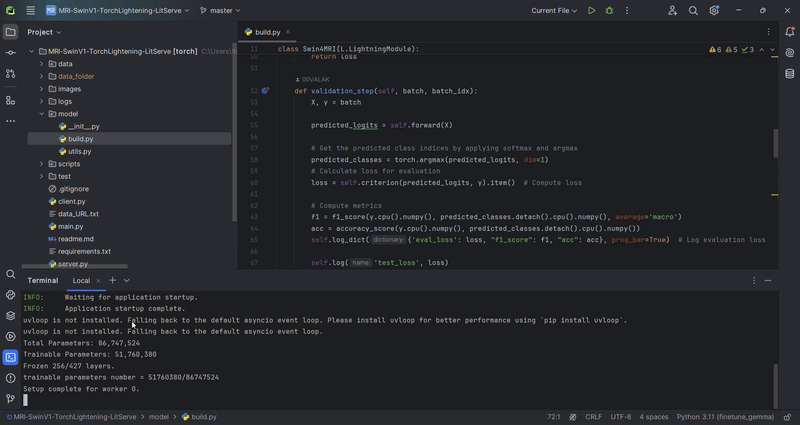 MR MRI-SwinV1-TorchLightening-LitServe master Current File
Project
MRI-SwinV1-TorchLightening-LitServe [torch]
data
data_folder
images
logs
model
__init__.py
build.py
utils.py
scripts
test
.gitignore
client.py
data_URL.txt
main.py
readme.md
requirements.txt
server.py
build.py
11 class Swin4MRI(L.LightningModule):
6 5 3
50 return loss
51
OOVALAK
52 def validation_step(self, batch, batch_idx):
53 X, y = batch
54
55 predicted_logits = self.forward(X)
56
57 # Get the predicted class indices by applying softmax and argmax
58 predicted_classes = torch.argmax(predicted_logits, dim=1)
59 # Calculate loss for evaluation
60 loss = self.criterion(predicted_logits, y).item() # Compute loss
61
62 # Compute metrics
63 f1 = f1_score(y.cpu().numpy(), predicted_classes.detach().cpu().numpy(), average='macro')
64 acc = accuracy_score(y.cpu().numpy(), predicted_classes.detach().cpu().numpy())
65 self.log_dict( dictionary: {'eval_loss': loss, "f1_score": f1, "acc": acc}, prog_bar=True) # Log evaluation loss
66
67 self.log( name: 'test_loss', loss)
Terminal Local
INFO: Waiting for application startup.
INFO: Application startup complete.
uvloop is not installed. Falling back to the default asyncio event loop. Please install uvloop for better performance using `pip install uvloop`.
uvloop is not installed. Falling back to the default asyncio event loop.
Total Parameters: 86,747,524
Trainable Parameters: 51,760,380
Frozen 256/427 layers.
trainable parameters number = 51760380/86747524
Setup complete for worker 0.
MRI-SwinV1-TorchLightening-LitServe > model > build.py 72:1 CRLF UTF-8 4 spaces Python 3.11 (finetune_gemma)